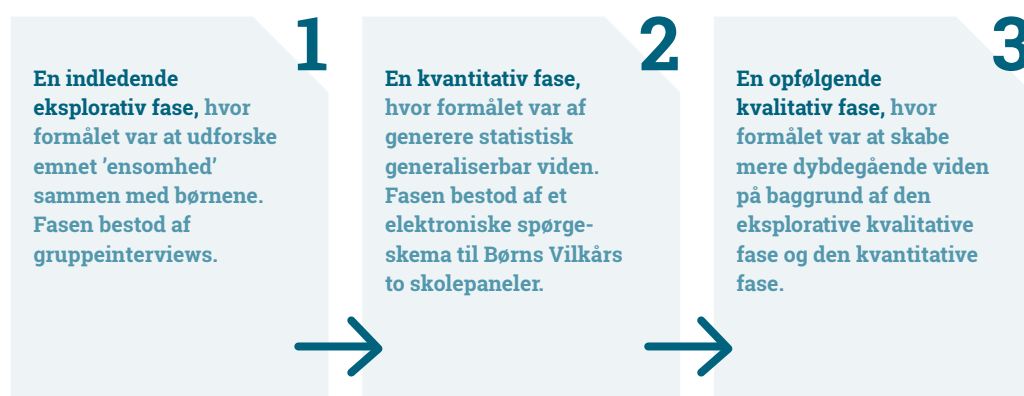 1
En indledende
eksplorativ fase, hvor
formålet var at udforske
emnet ’ensomhed’
sammen med børnene.
Fasen bestod af
gruppeinterviews.
2
En kvantitativ fase,
hvor formålet var af
generere statistisk
generaliserbar viden.
Fasen bestod af et
elektroniske spørge-
skema til Børns Vilkårs
to skolepaneler.
3
En opfølgende
kvalitativ fase, hvor
formålet var at skabe
mere dybdegående viden
på baggrund af den
eksplorative kvalitative
fase og den kvantitative
fase.